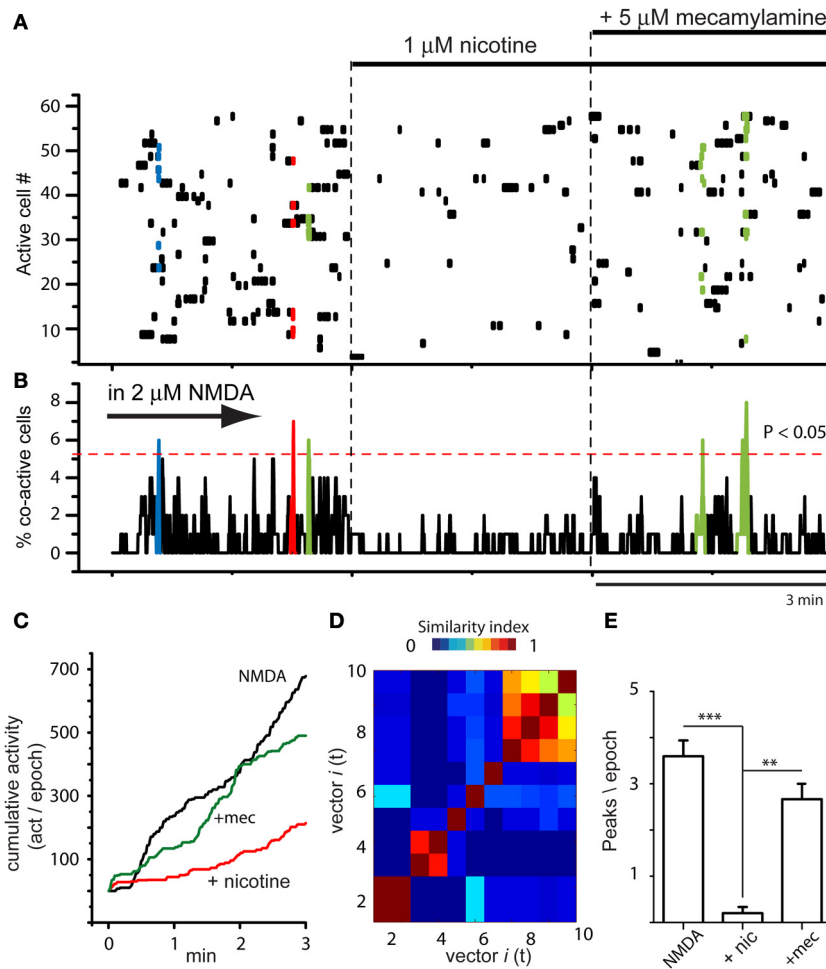 A
+ 5 μM mecamylamine
1 μM nicotine
Active cell #
60
50
40
30
20
10
B
in 2 μM NMDA
P < 0.05
% co-active cells
8
6
4
2
0
3 min
C
cumulative activity
(act / epoch)
700
500
300
100
NMDA
+mec
+ nicotine
0 1 2 3
min
D
Similarity index
0 1
vector i (t)
10
8
6
4
2
2 4 6 8 10
vector i (t)
E
Peaks \ epoch
5
3
1
***
**
NMDA
+ nic
+mec